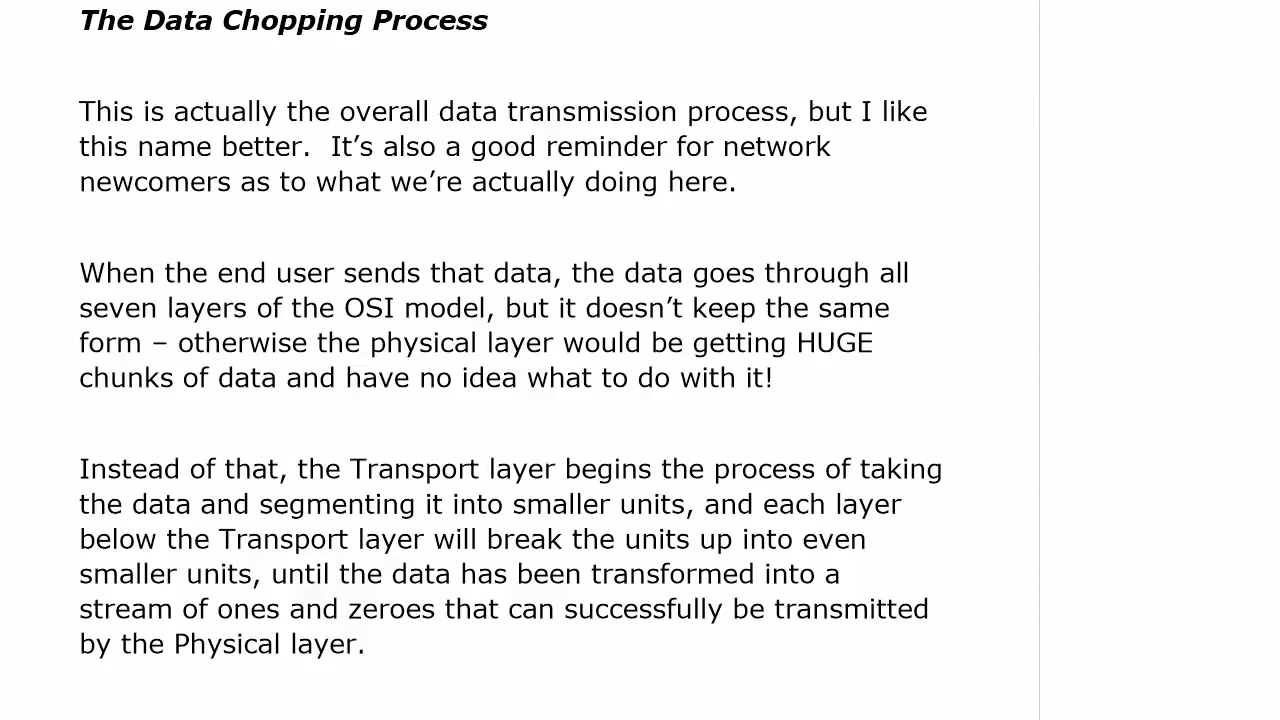 The Data Chopping Process
This is actually the overall data transmission process, but I like
this name better.  It’s also a good reminder for network
newcomers as to what we’re actually doing here.
When the end user sends that data, the data goes through all
seven layers of the OSI model, but it doesn’t keep the same
form – otherwise the physical layer would be getting HUGE
chunks of data and have no idea what to do with it!
Instead of that, the Transport layer begins the process of taking
the data and segmenting it into smaller units, and each layer
below the Transport layer will break the units up into even
smaller units, until the data has been transformed into a
stream of ones and zeroes that can successfully be transmitted
by the Physical layer.